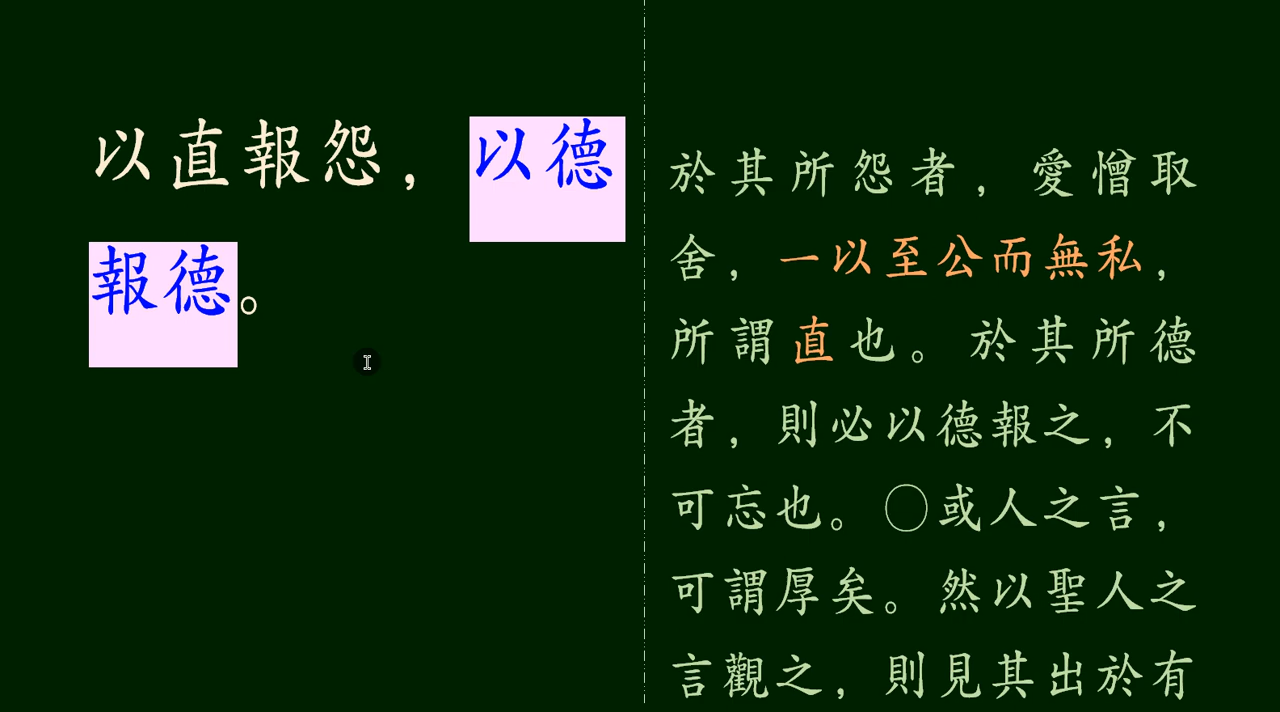 以直報怨，以德
報德。
於其所怨者，愛憎取
舍，一以至公而無私，
所謂直也。於其所德
者，則必以德報之，不
可忘也。○或人之言，
可謂厚矣。然以聖人之
言觀之，則見其出於有